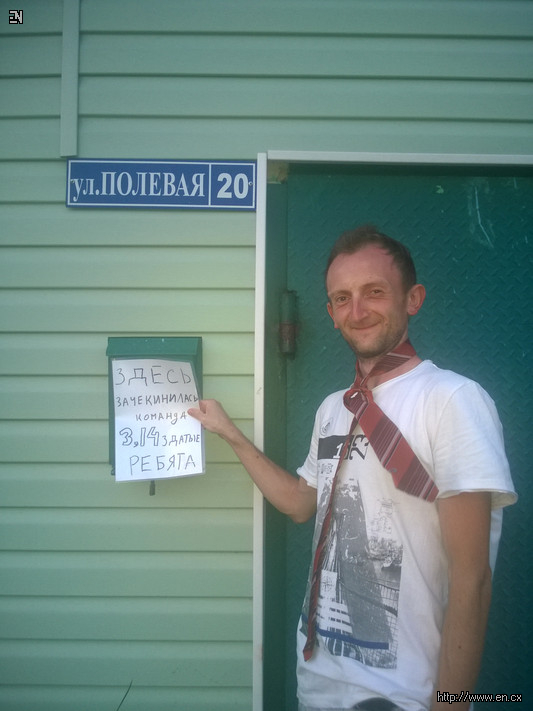 EN
ул.ПОЛЕВАЯ 20
ЗДЕСЬ
ЗАЧЕКИНИЛАСЬ
КОМАНДА
3,14ЗДАТЫЕ
РЕБЯТА
http://www.en.cx